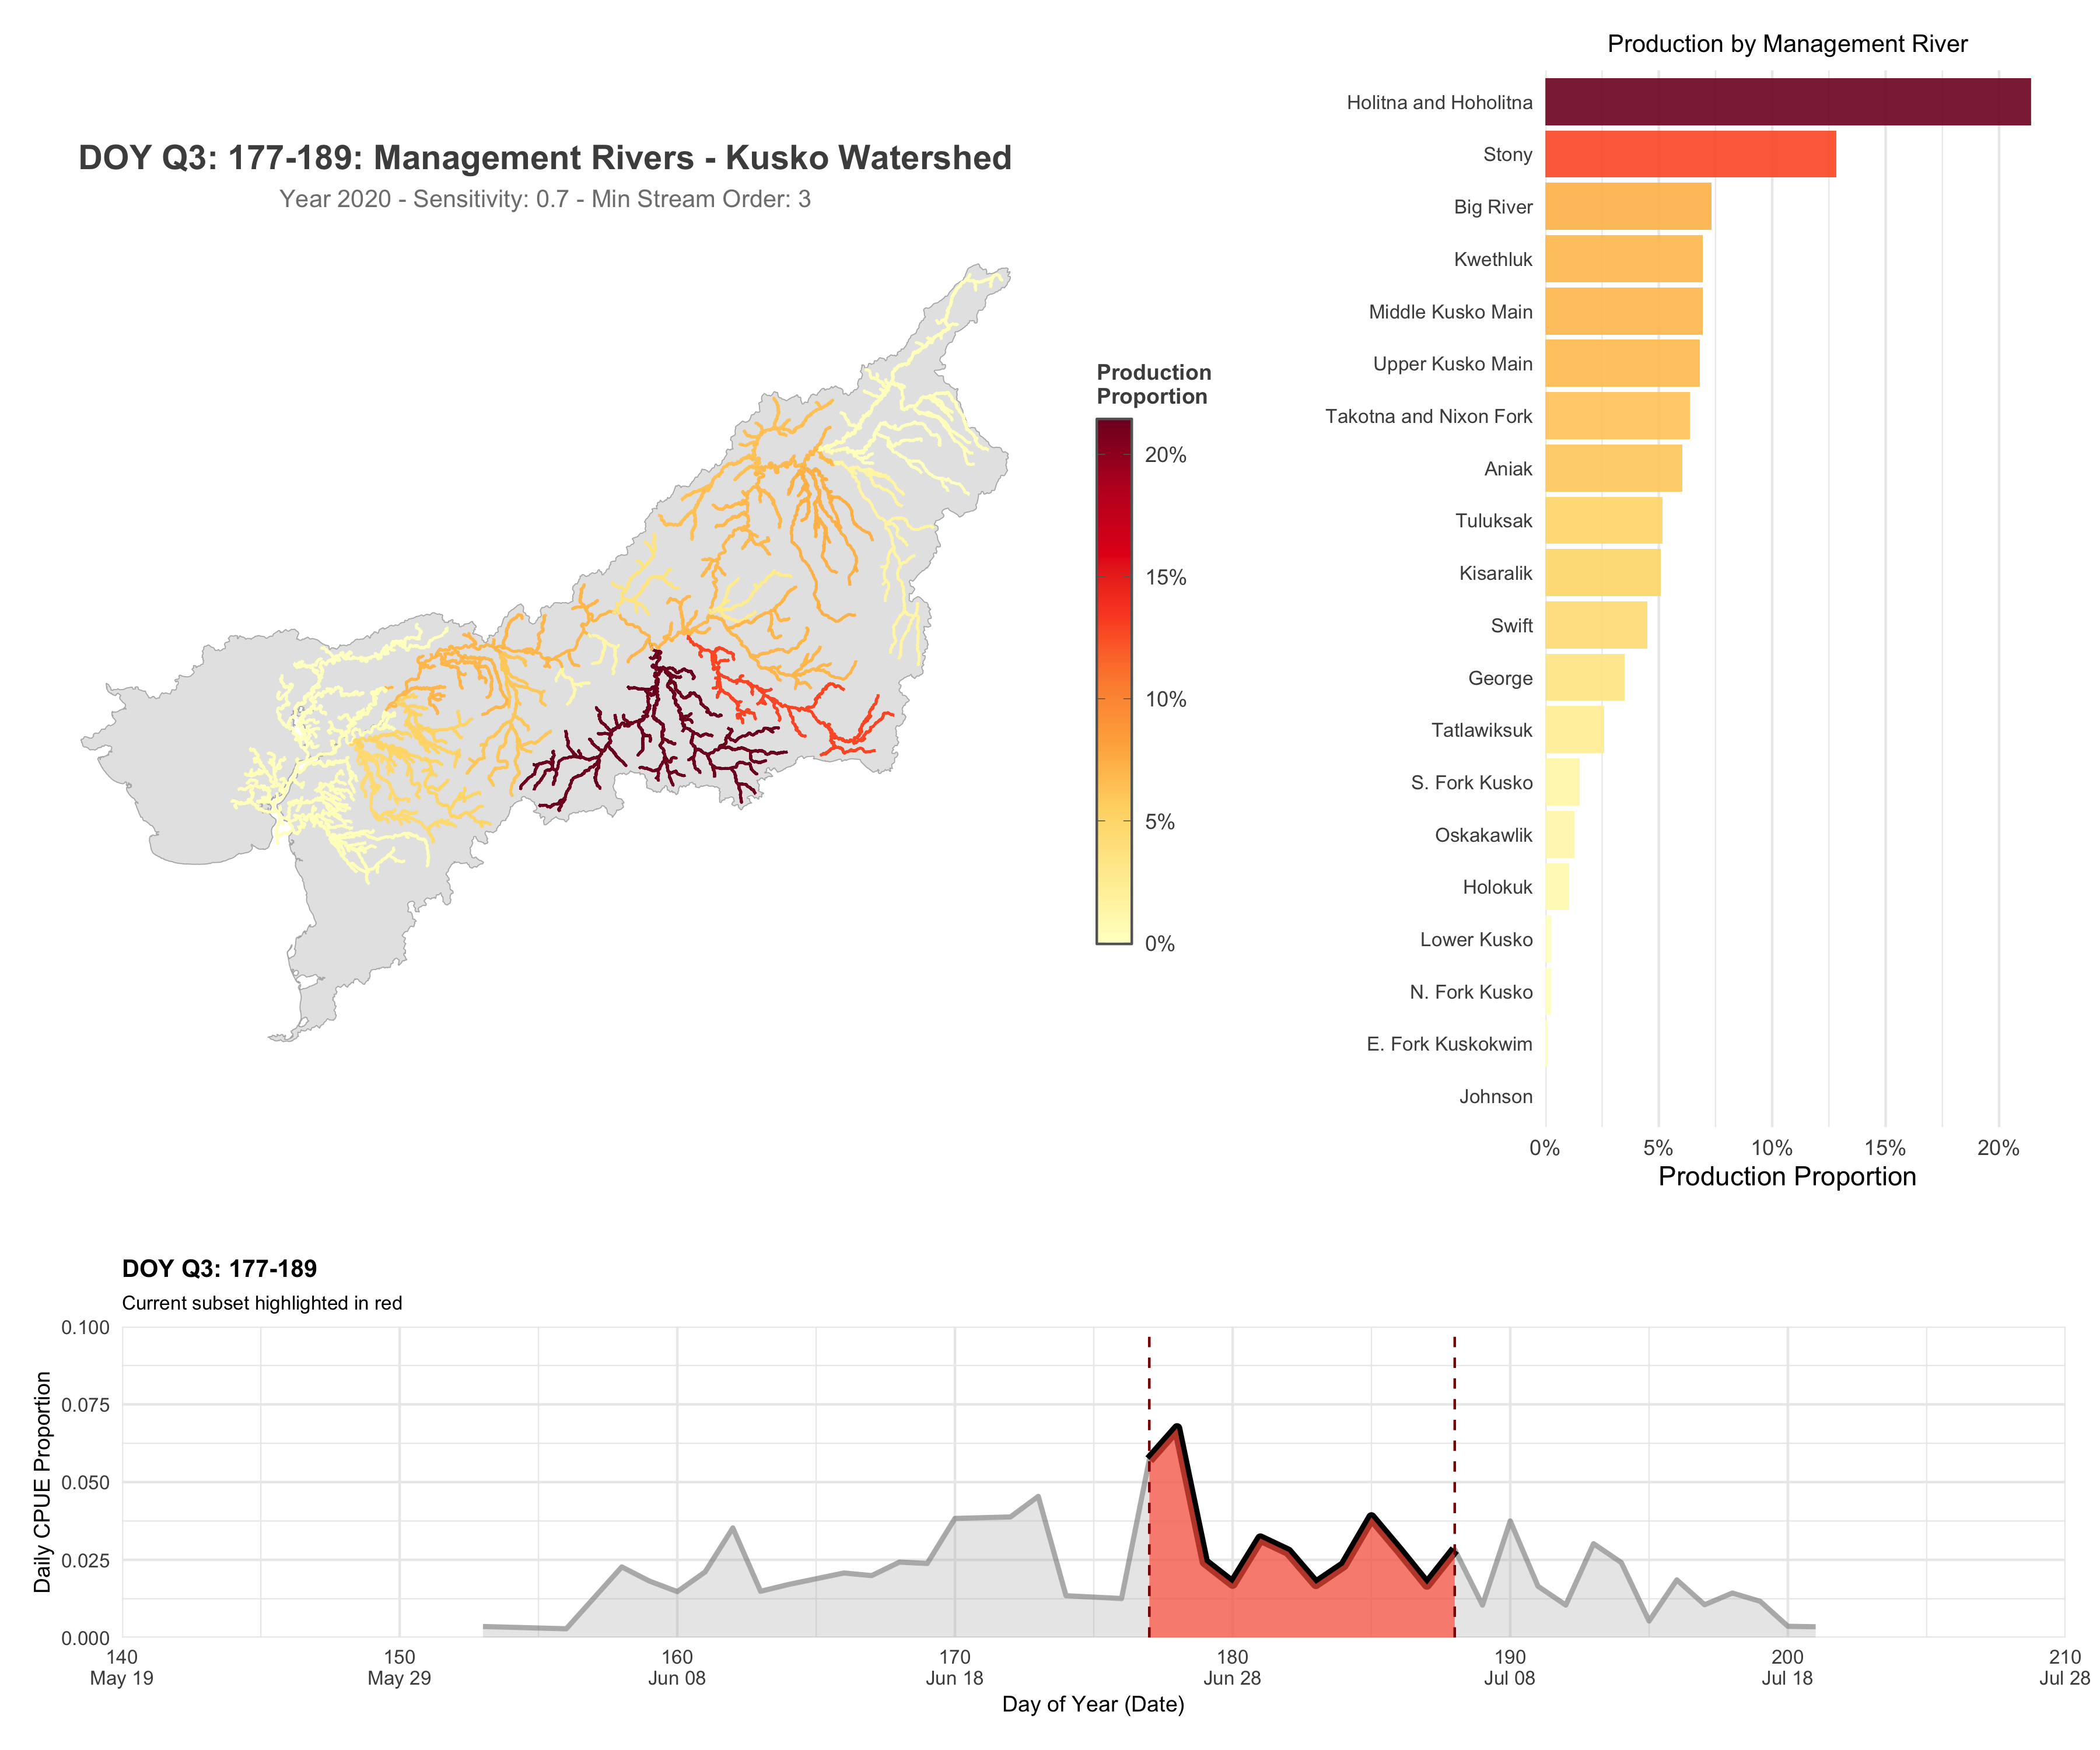 DOY Q3: 177-189: Management Rivers - Kusko Watershed
Year 2020 - Sensitivity: 0.7 - Min Stream Order: 3
Production
Proportion
20%
15%
10%
5%
0%
Production by Management River
Holitna and Hoholitna
Stony
Big River
Kwethluk
Middle Kusko Main
Upper Kusko Main
Takotna and Nixon Fork
Aniak
Tuluksak
Kisaralik
Swift
George
Tatlawiksuk
S. Fork Kusko
Oskakawlik
Holokuk
Lower Kusko
N. Fork Kusko
E. Fork Kuskokwim
Johnson
0% 5% 10% 15% 20%
Production Proportion
DOY Q3: 177-189
Current subset highlighted in red
Daily CPUE Proportion
0.100
0.075
0.050
0.025
0.000
140 150 160 170 180 190 200 210
May 19 May 29 Jun 08 Jun 18 Jun 28 Jul 08 Jul 18 Jul 28
Day of Year (Date)